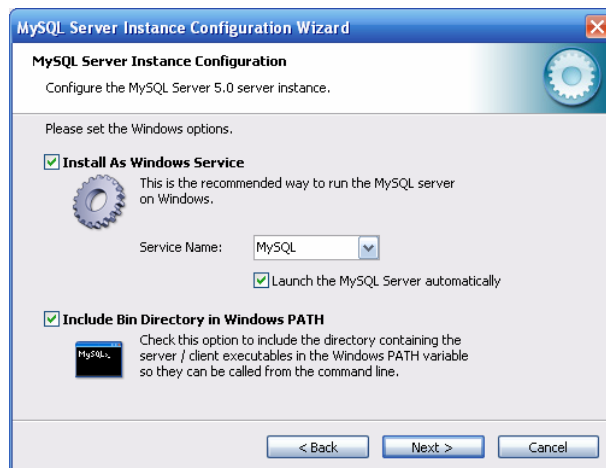 MySQL Server Instance Configuration Wizard
MySQL Server Instance Configuration
Configure the MySQL Server 5.0 server instance.
Please set the Windows options.
Install As Windows Service
This is the recommended way to run the MySQL server
on Windows.
Service Name: MySQL
Launch the MySQL Server automatically
Include Bin Directory in Windows PATH
MySQL>_
Check this option to include the directory containing the
server / client executables in the Windows PATH variable
so they can be called from the command line.
< Back Next > Cancel